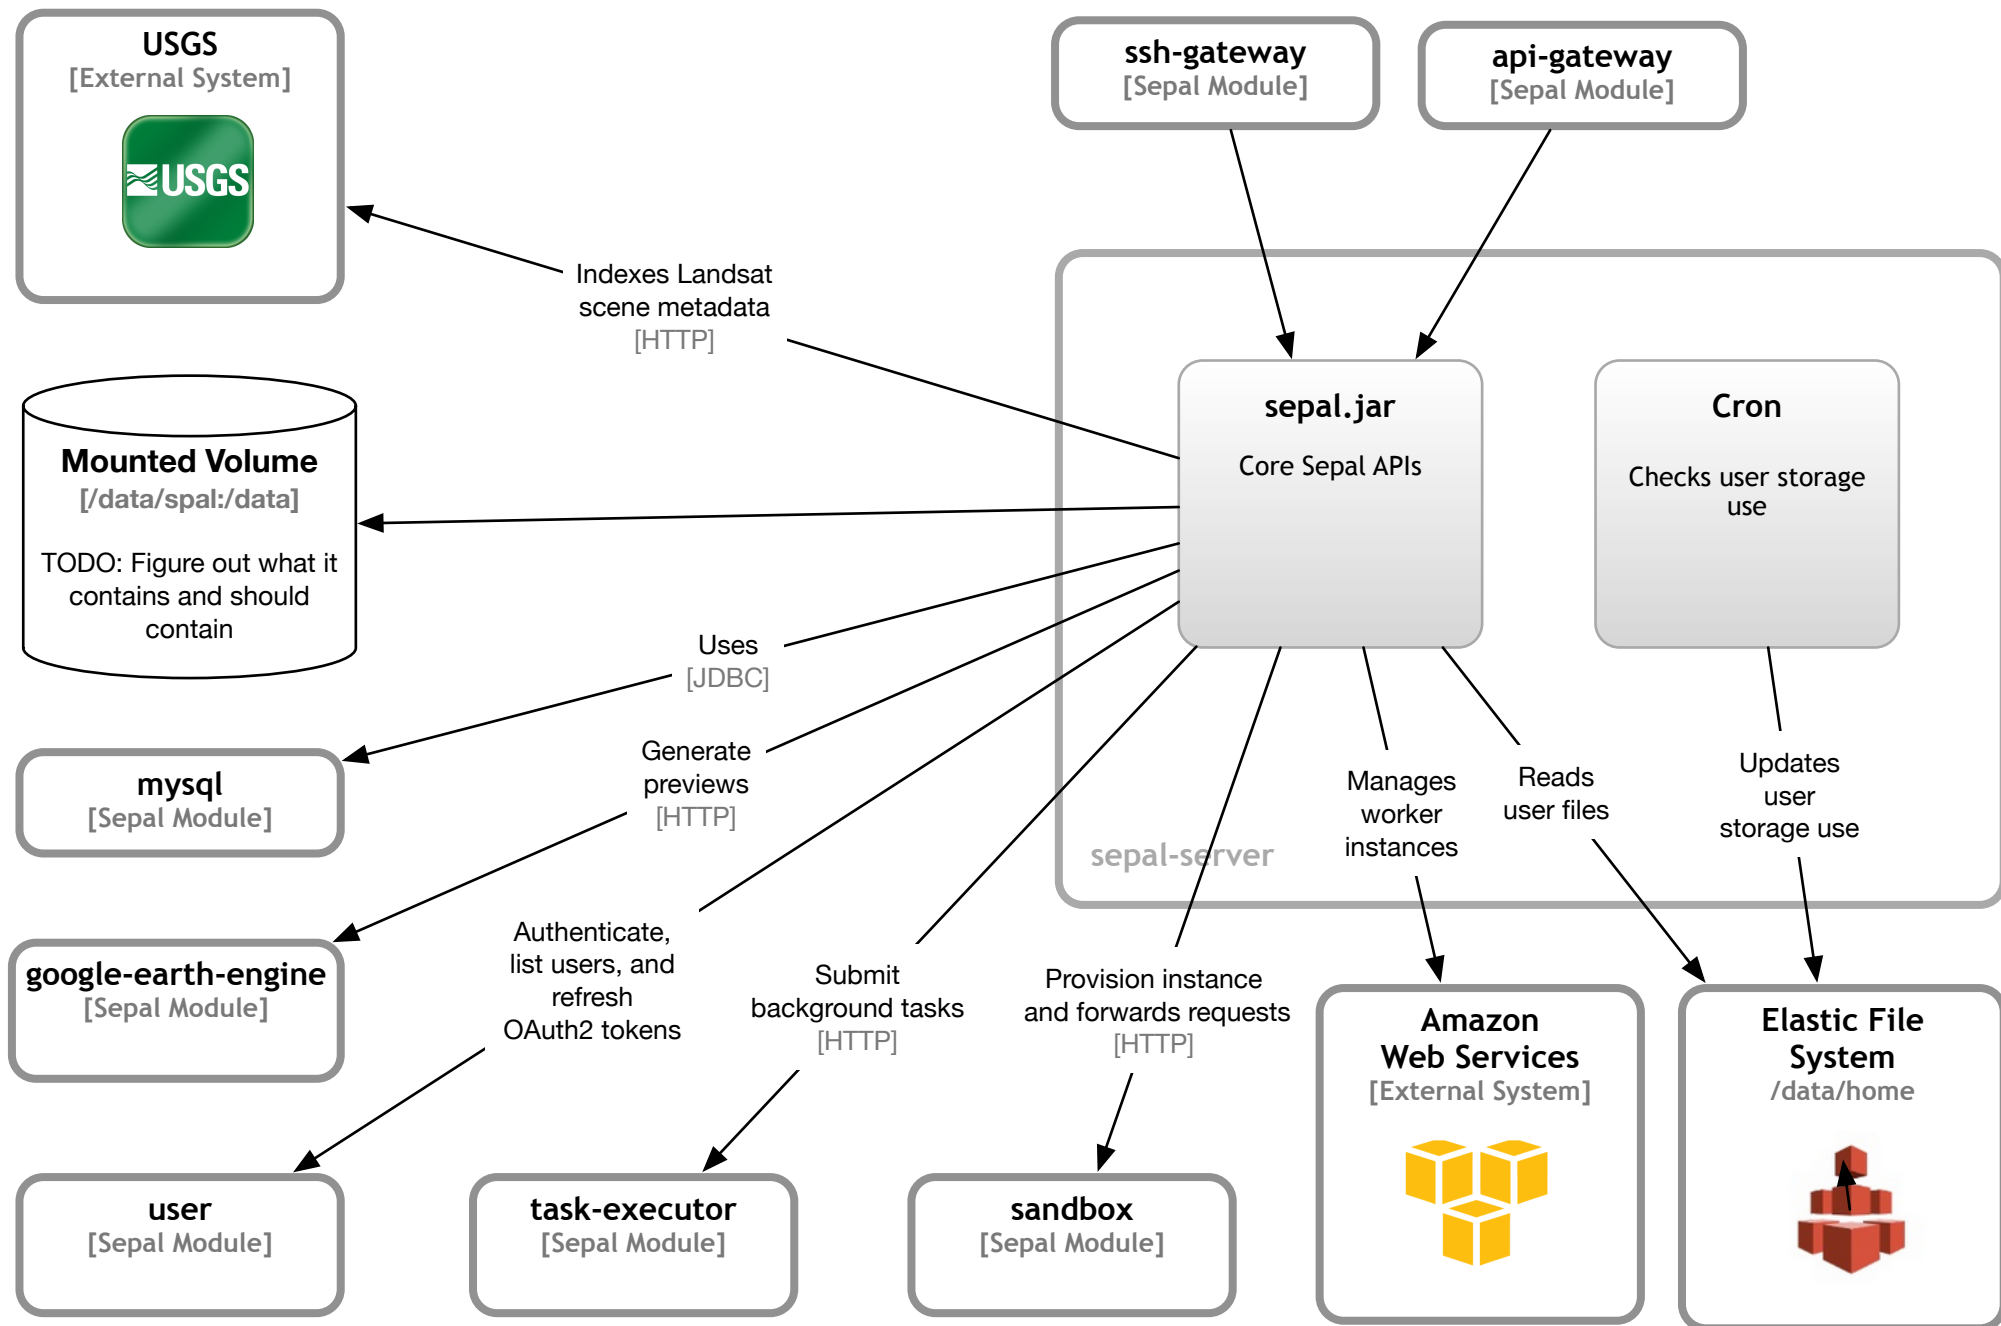 USGS
[External System]
USGS
ssh-gateway
[Sepal Module]
api-gateway
[Sepal Module]
Indexes Landsat
scene metadata
[HTTP]
sepal.jar
Core Sepal APIs
Cron
Checks user storage
use
Mounted Volume
[/data/spal:/data]
TODO: Figure out what it
contains and should
contain
Uses
[JDBC]
mysql
[Sepal Module]
Generate
previews
[HTTP]
Manages
worker
instances
Reads
user files
Updates
user
storage use
sepal-server
google-earth-engine
[Sepal Module]
Authenticate,
list users, and
refresh
OAuth2 tokens
Submit
background tasks
[HTTP]
Provision instance
and forwards requests
[HTTP]
Amazon
Web Services
[External System]
Elastic File
System
/data/home
user
[Sepal Module]
task-executor
[Sepal Module]
sandbox
[Sepal Module]